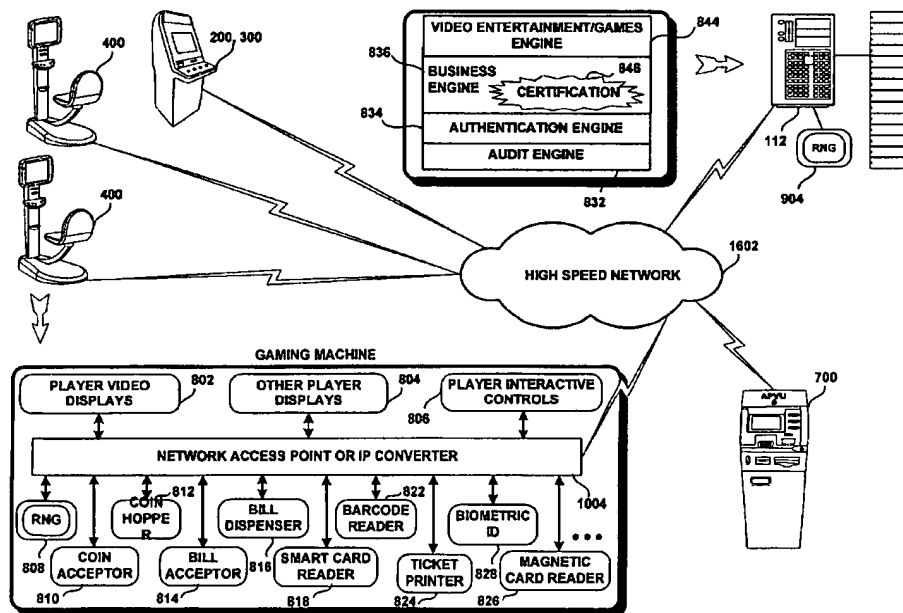 400
200, 300
VIDEO ENTERTAINMENT/GAMES
ENGINE
844
836
BUSINESS
ENGINE
846
CERTIFICATION
834
AUTHENTICATION ENGINE
AUDIT ENGINE
832
112
RNG
904
400
1602
HIGH SPEED NETWORK
GAMING MACHINE
PLAYER VIDEO
DISPLAYS
802
OTHER PLAYER
DISPLAYS
804
806
PLAYER INTERACTIVE
CONTROLS
700
APVU
NETWORK ACCESS POINT OR IP CONVERTER
1004
RNG
808
COIN
HOPPE
R
812
BILL
DISPENSER
816
BARCODE
READER
822
BIOMETRIC
ID
828
COIN
ACCEPTOR
810
BILL
ACCEPTOR
814
SMART CARD
READER
818
TICKET
PRINTER
824
MAGNETIC
CARD READER
826